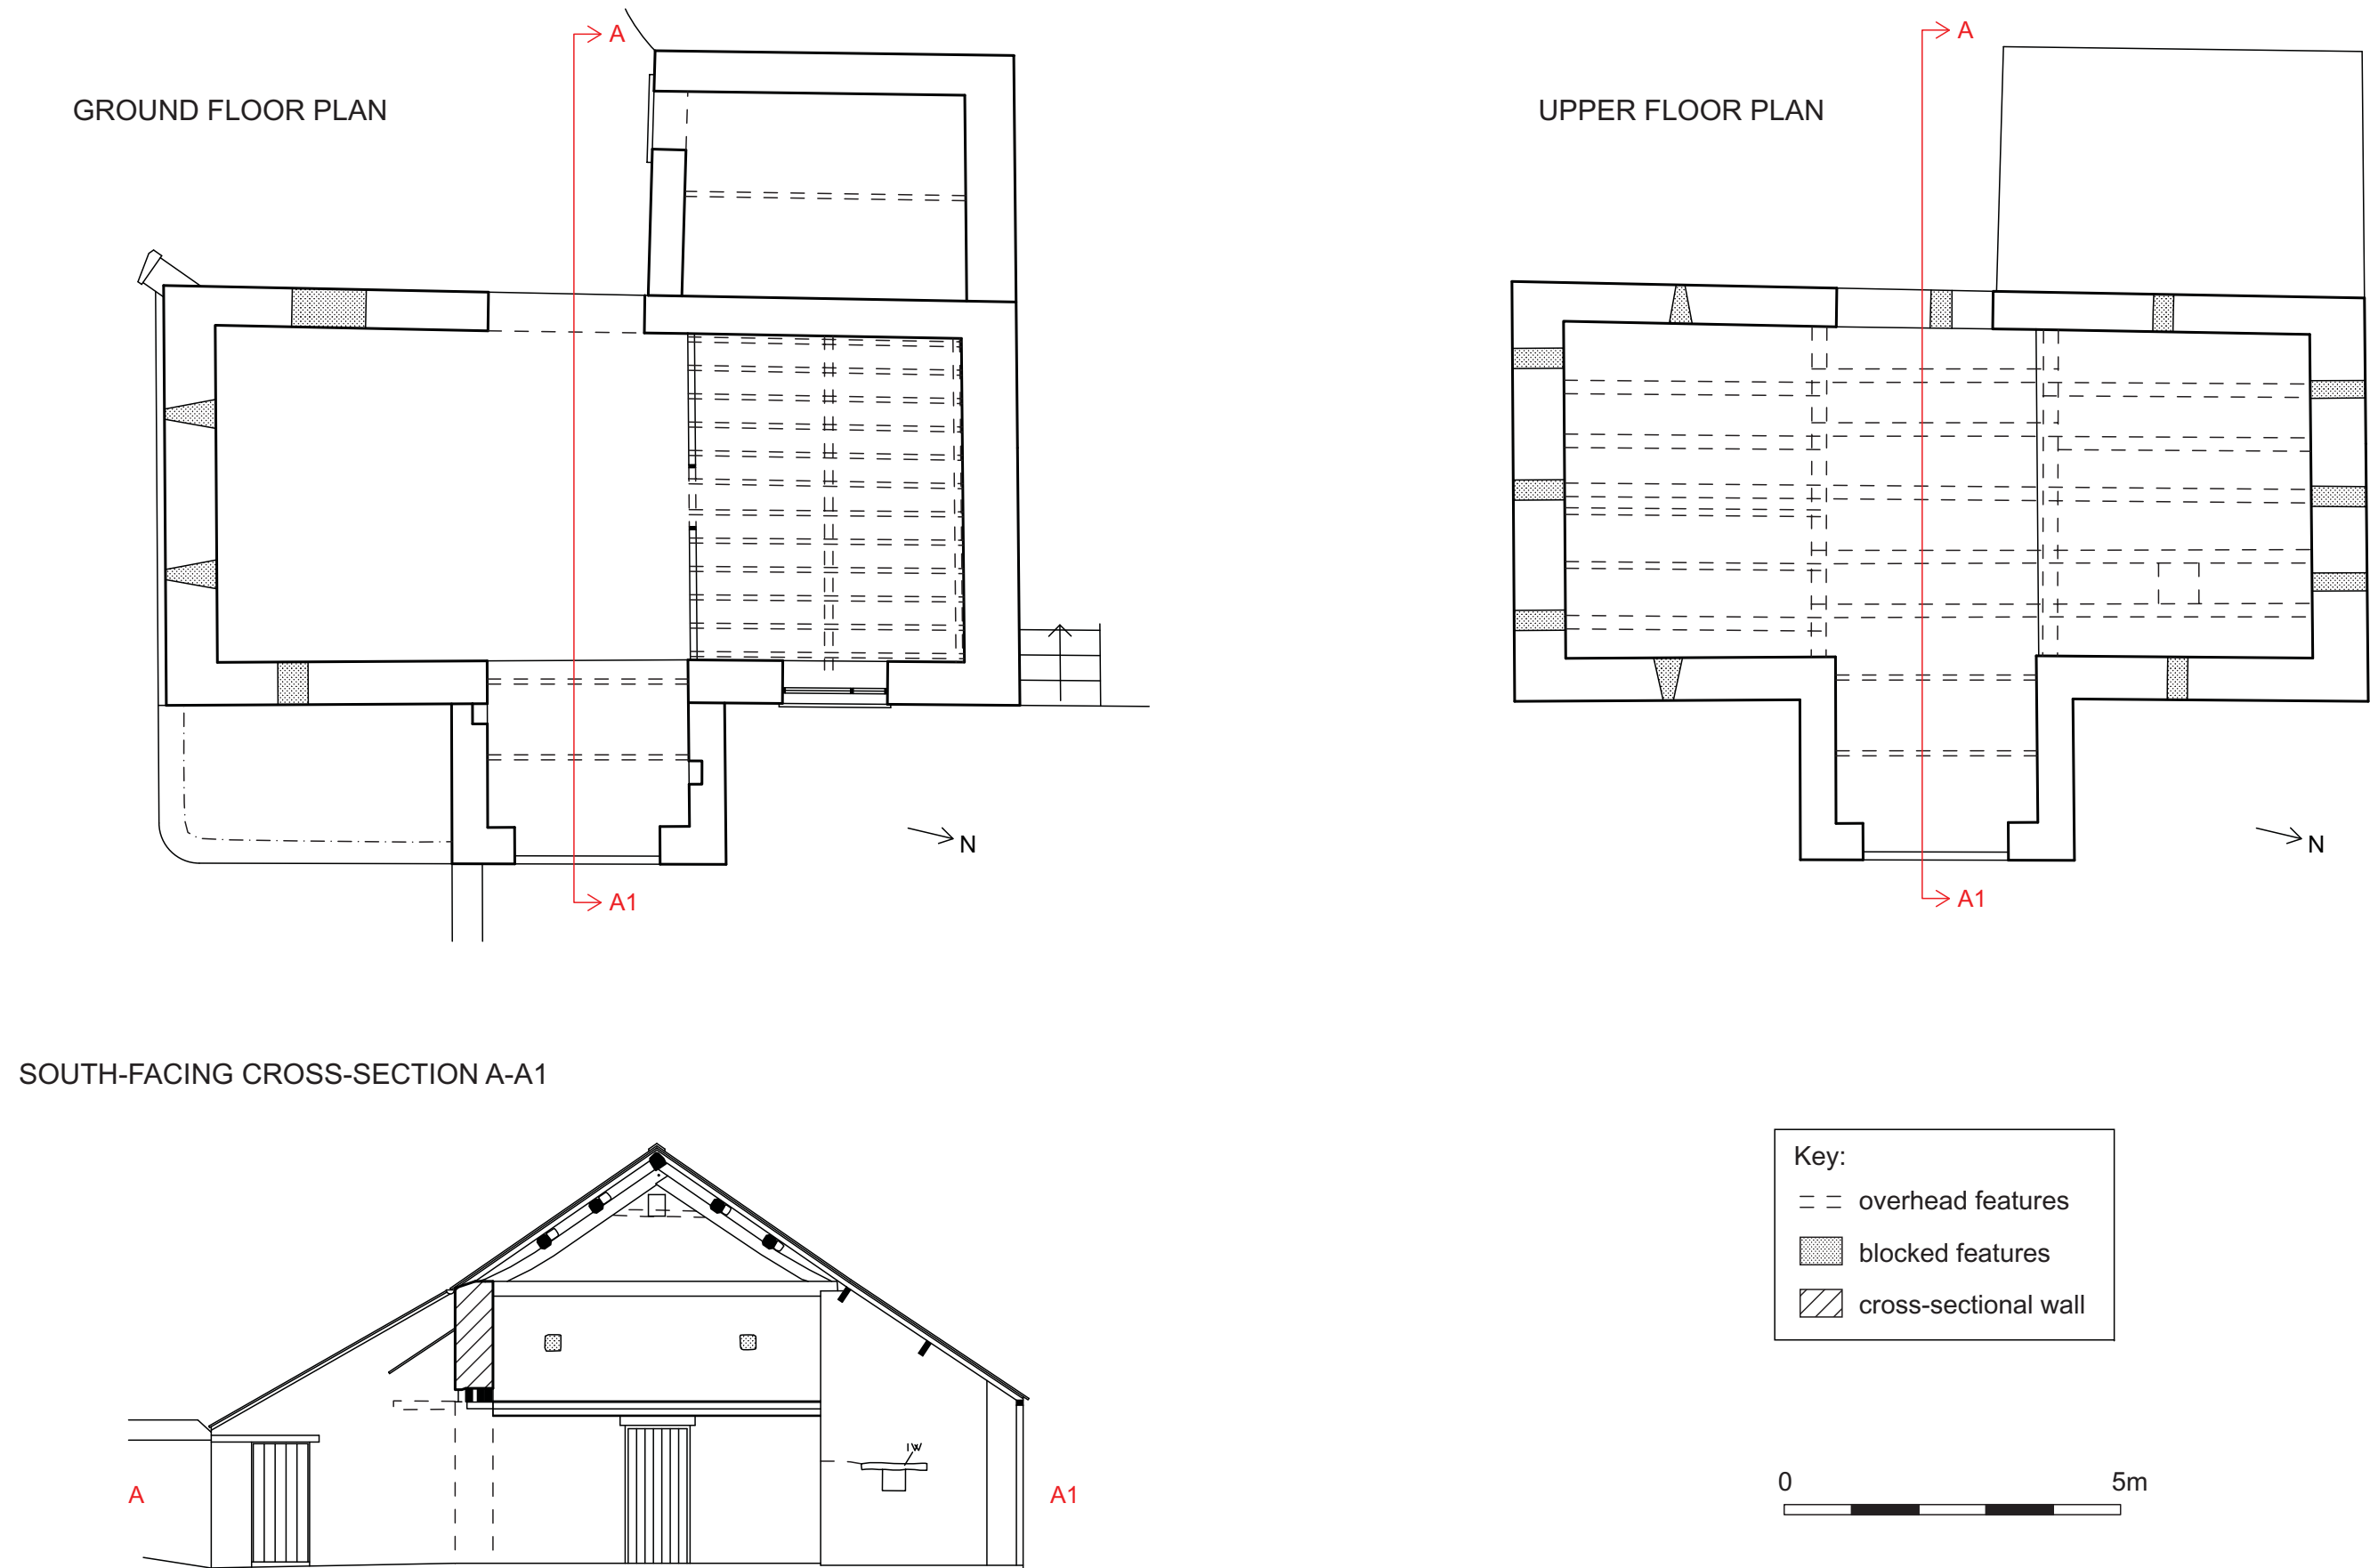 A
GROUND FLOOR PLAN
N
A1
A
UPPER FLOOR PLAN
N
A1
SOUTH-FACING CROSS-SECTION A-A1
IW
A
A1
Key:
overhead features
blocked features
cross-sectional wall
0 5m